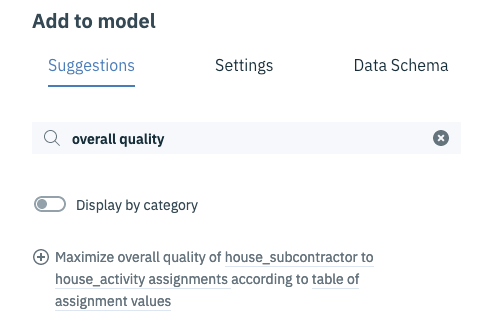 Add to model
Suggestions Settings Data Schema
overall quality
Display by category
Maximize overall quality of house_subcontractor to
house_activity assignments according to table of
assignment values